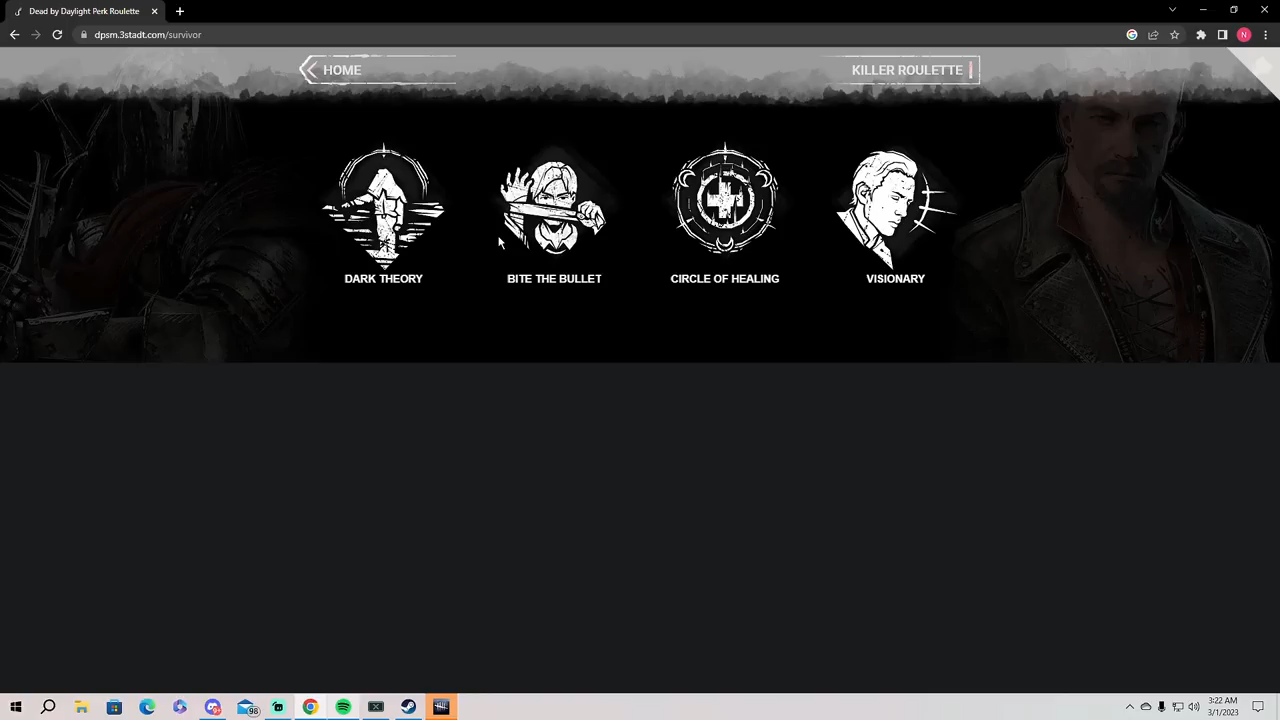 Dead by Daylight Perk Roulette
dpsm.3stadt.com/survivor
N
HOME
KILLER ROULETTE
DARK THEORY
BITE THE BULLET
CIRCLE OF HEALING
VISIONARY
98
3:22 AM
3/1/2023